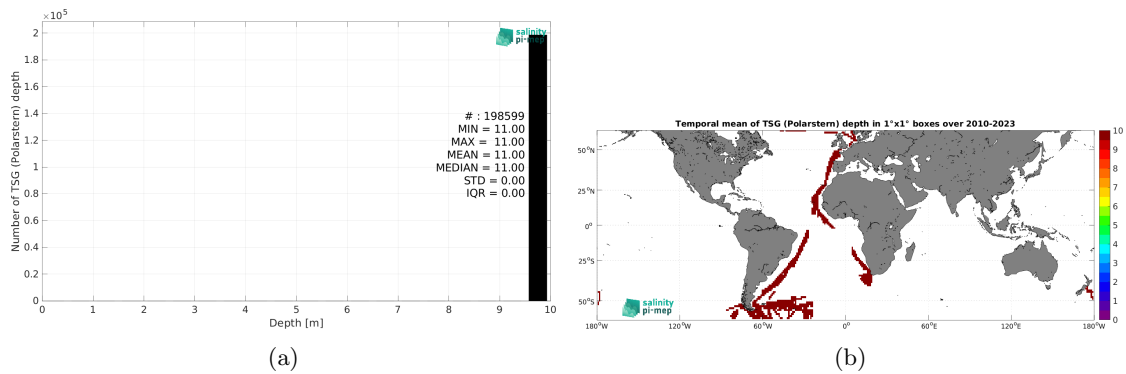 ×10⁵
2
1.8
1.6
1.4
1.2
1
0.8
0.6
0.4
0.2
0
Number of TSG (Polarstern) depth
salinity
pi-mep
# : 198599
MIN = 11.00
MAX = 11.00
MEAN = 11.00
MEDIAN = 11.00
STD = 0.00
IQR = 0.00
0 1 2 3 4 5 6 7 8 9 10
Depth [m]
(a)
Temporal mean of TSG (Polarstern) depth in 1°x1° boxes over 2010-2023
50°N
25°N
0°
25°S
50°S
salinity
pi-mep
180°W 120°W 60°W 0° 60°E 120°E 180°W
10
9
8
7
6
5
4
3
2
1
0
(b)